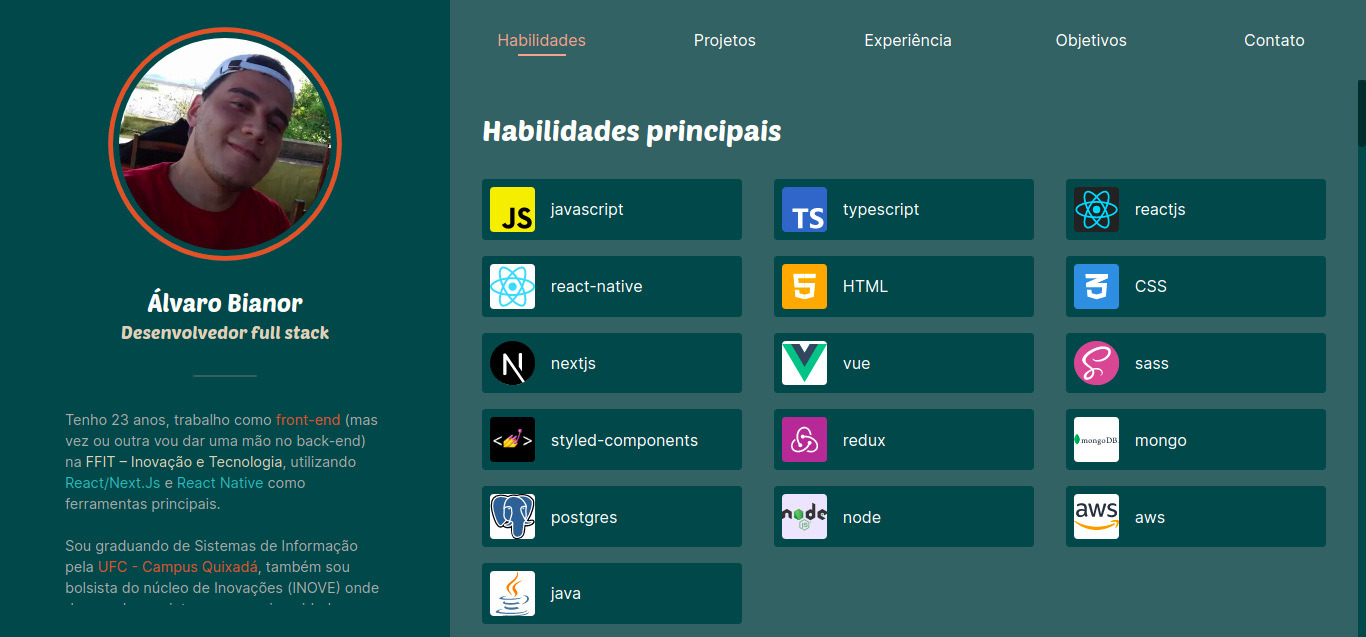 Álvaro Bianor
Desenvolvedor full stack
Tenho 23 anos, trabalho como front-end (mas
vez ou outra vou dar uma mão no back-end)
na FFIT – Inovação e Tecnologia, utilizando
React/Next.Js e React Native como
ferramentas principais.
Sou graduando de Sistemas de Informação
pela UFC - Campus Quixadá, também sou
bolsista do núcleo de Inovações (INOVE) onde
Habilidades Projetos Experiência Objetivos Contato
Habilidades principais
JS javascript TS typescript reactjs
react-native 5 HTML 3 CSS
N nextjs vue S sass
< > styled-components redux mongoDB. mongo
postgres node JS node aws aws
java